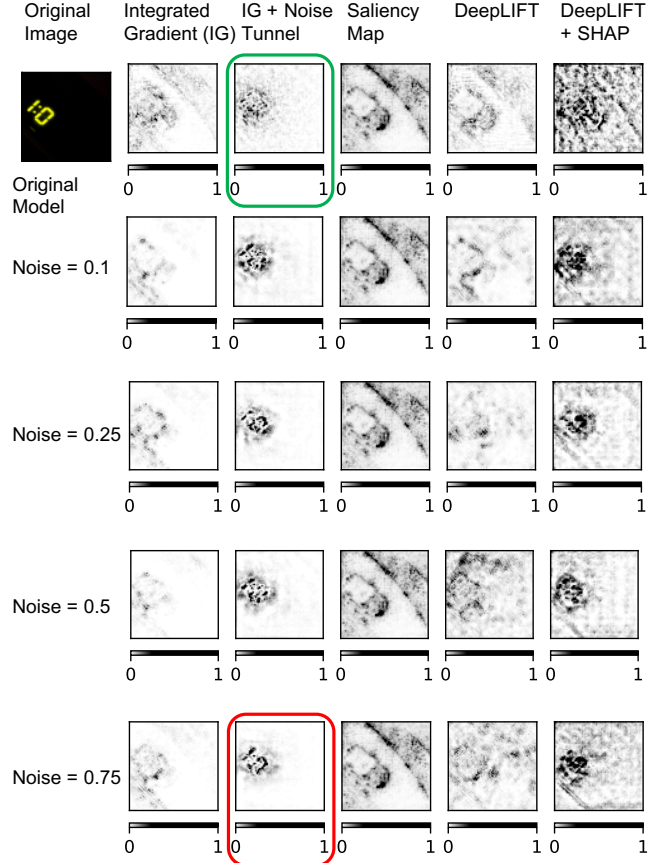 Original Image
Integrated Gradient (IG)
IG + Noise Tunnel
Saliency Map
DeepLIFT
DeepLIFT + SHAP
1:0
0 1
0 1
0 1
0 1
0 1
Original Model
Noise = 0.1
0 1
0 1
0 1
0 1
0 1
Noise = 0.25
0 1
0 1
0 1
0 1
0 1
Noise = 0.5
0 1
0 1
0 1
0 1
0 1
Noise = 0.75
0 1
0 1
0 1
0 1
0 1